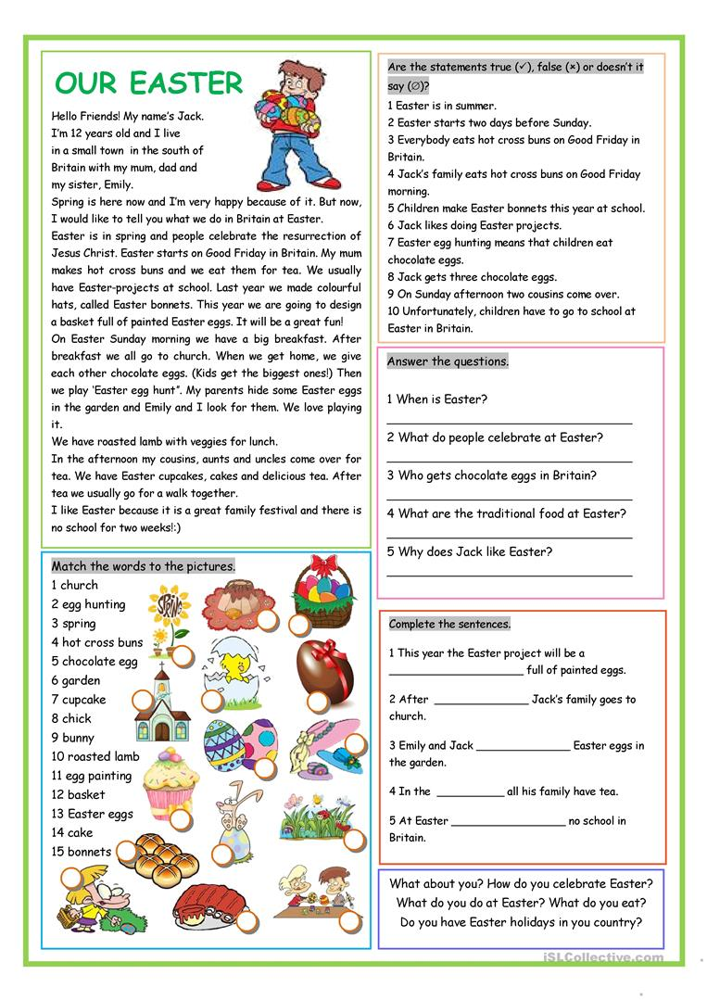 OUR EASTER
Hello Friends! My name's Jack.
I'm 12 years old and I live
in a small town in the south of
Britain with my mum, dad and
my sister, Emily.
Spring is here now and I'm very happy because of it. But now,
I would like to tell you what we do in Britain at Easter.
Easter is in spring and people celebrate the resurrection of
Jesus Christ. Easter starts on Good Friday in Britain. My mum
makes hot cross buns and we eat them for tea. We usually
have Easter-projects at school. Last year we made colourful
hats, called Easter bonnets. This year we are going to design
a basket full of painted Easter eggs. It will be a great fun!
On Easter Sunday morning we have a big breakfast. After
breakfast we all go to church. When we get home, we give
each other chocolate eggs. (Kids get the biggest ones!) Then
we play 'Easter egg hunt". My parents hide some Easter eggs
in the garden and Emily and I look for them. We love playing
it.
We have roasted lamb with veggies for lunch.
In the afternoon my cousins, aunts and uncles come over for
tea. We have Easter cupcakes, cakes and delicious tea. After
tea we usually go for a walk together.
I like Easter because it is a great family festival and there is
no school for two weeks!:)
Match the words to the pictures.
1 church
2 egg hunting
3 spring
4 hot cross buns
5 chocolate egg
6 garden
7 cupcake
8 chick
9 bunny
10 roasted lamb
11 egg painting
12 basket
13 Easter eggs
14 cake
15 bonnets
SPRING
Are the statements true (✓), false (×) or doesn't it
say (∅)?
1 Easter is in summer.
2 Easter starts two days before Sunday.
3 Everybody eats hot cross buns on Good Friday in
Britain.
4 Jack's family eats hot cross buns on Good Friday
morning.
5 Children make Easter bonnets this year at school.
6 Jack likes doing Easter projects.
7 Easter egg hunting means that children eat
chocolate eggs.
8 Jack gets three chocolate eggs.
9 On Sunday afternoon two cousins come over.
10 Unfortunately, children have to go to school at
Easter in Britain.
Answer the questions.
1 When is Easter?
2 What do people celebrate at Easter?
3 Who gets chocolate eggs in Britain?
4 What are the traditional food at Easter?
5 Why does Jack like Easter?
Complete the sentences.
1 This year the Easter project will be a
______________________ full of painted eggs.
2 After ________________ Jack's family goes to
church.
3 Emily and Jack ________________ Easter eggs in
the garden.
4 In the ___________ all his family have tea.
5 At Easter ___________________ no school in
Britain.
What about you? How do you celebrate Easter?
What do you do at Easter? What do you eat?
Do you have Easter holidays in you country?
iSLCollective.com